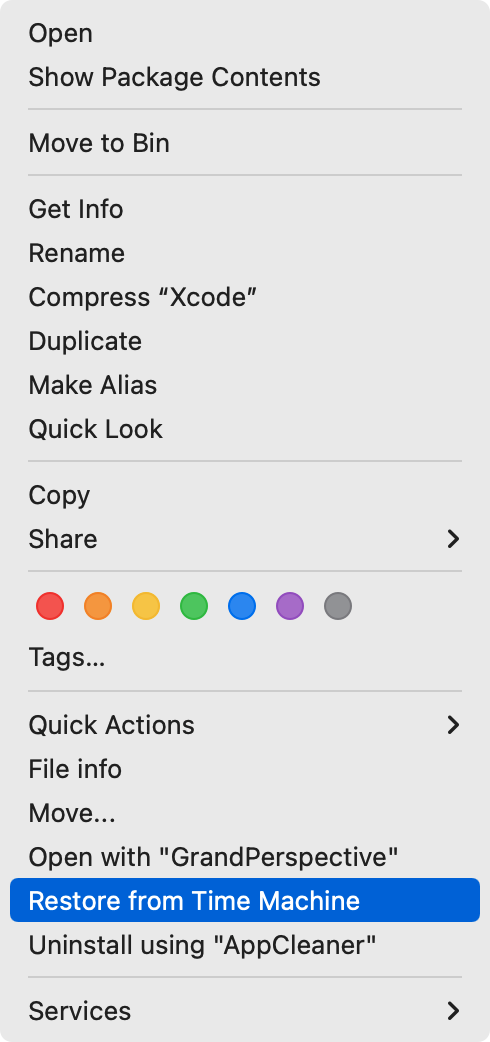 Open
Show Package Contents
Move to Bin
Get Info
Rename
Compress “Xcode”
Duplicate
Make Alias
Quick Look
Copy
Share
Tags...
Quick Actions
File info
Move...
Open with "GrandPerspective"
Restore from Time Machine
Uninstall using "AppCleaner"
Services